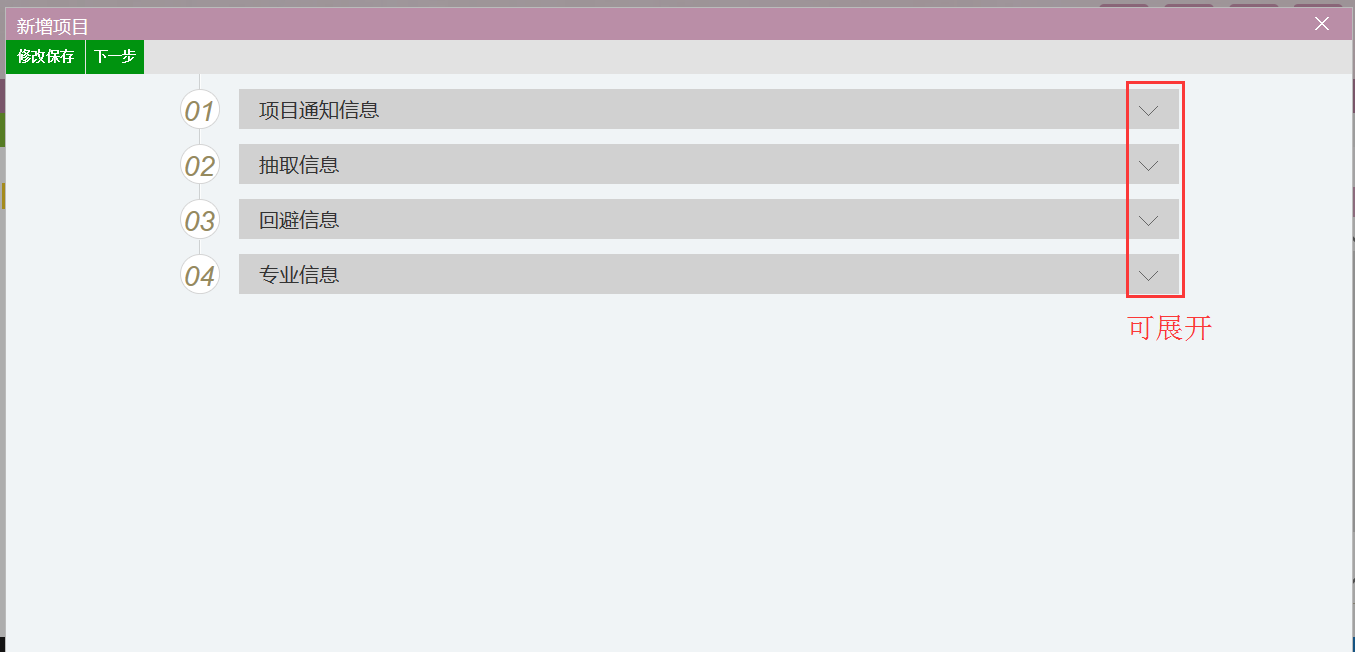 新增项目
修改保存 下一步
01 项目通知信息
02 抽取信息
03 回避信息
04 专业信息
可展开